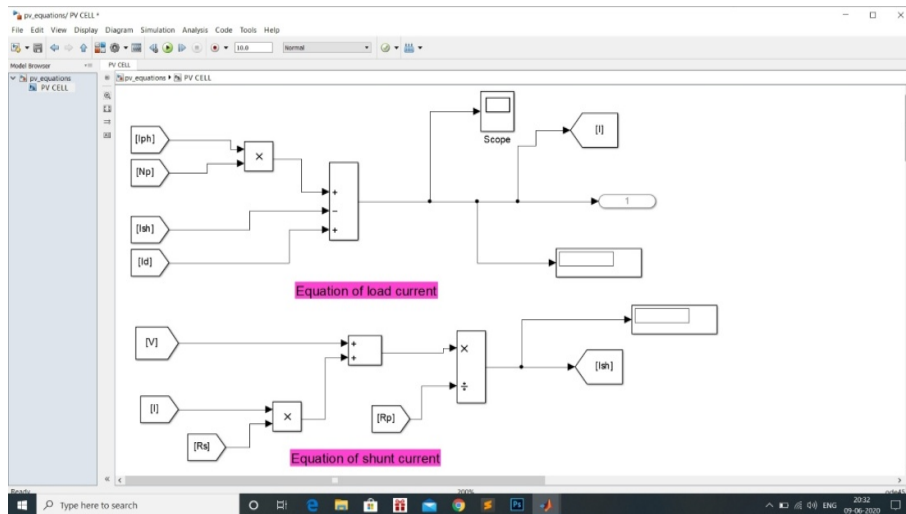 pv_equations/ PV CELL *
File Edit View Display Diagram Simulation Analysis Code Tools Help
10.0 Normal
Model Browser
PV CELL
pv_equations
PV CELL
pv_equations PV CELL
[Iph]
[Np]
×
[Ish]
[Id]
+
−
+
Scope
[I]
1
Equation of load current
[V]
[I]
[Rs]
×
+
+
[Rp]
×
÷
[Ish]
Equation of shunt current
Ready 200% ode45
Type here to search
ENG
20:32
09-06-2020